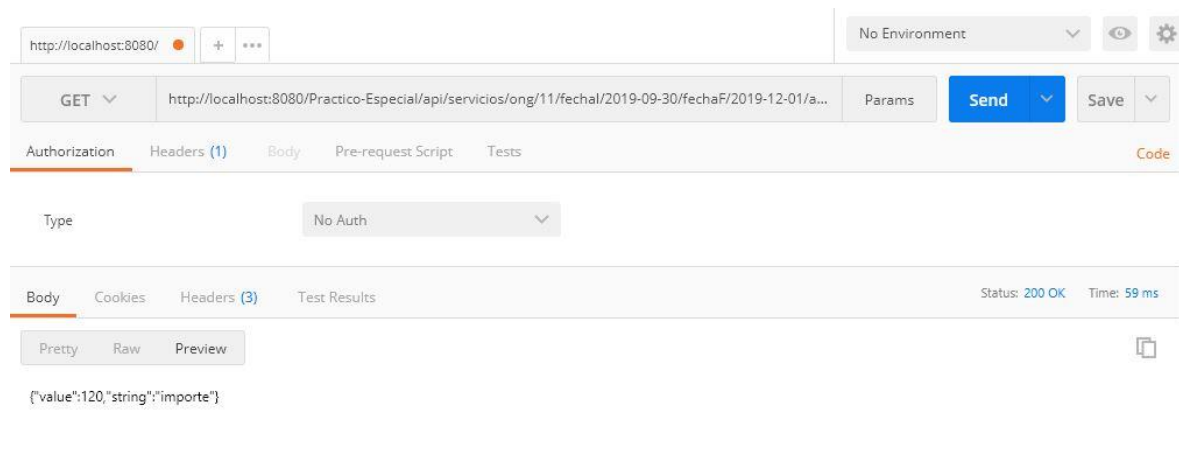 http://localhost:8080/
No Environment
GET http://localhost:8080/Practico-Especial/api/servicios/ong/11/fechaI/2019-09-30/fechaF/2019-12-01/a... Params Send Save
Authorization Headers (1) Body Pre-request Script Tests Code
Type No Auth
Body Cookies Headers (3) Test Results Status: 200 OK Time: 59 ms
Pretty Raw Preview
{"value":120,"string":"importe"}